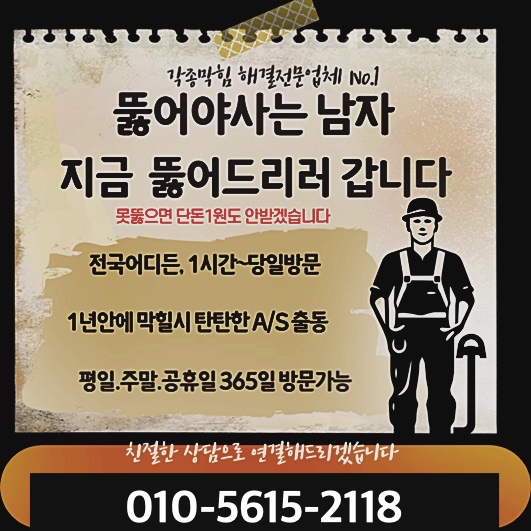 각종막힘 해결전문업체 No.1
뚫어야사는 남자
지금 뚫어드리러 갑니다
못뚫으면 단돈1원도 안받겠습니다
전국어디든, 1시간~당일방문
1년안에 막힐시 탄탄한 A/S 출동
평일.주말.공휴일 365일 방문가능
친절한 상담으로 연결해드리겠습니다
010-5615-2118